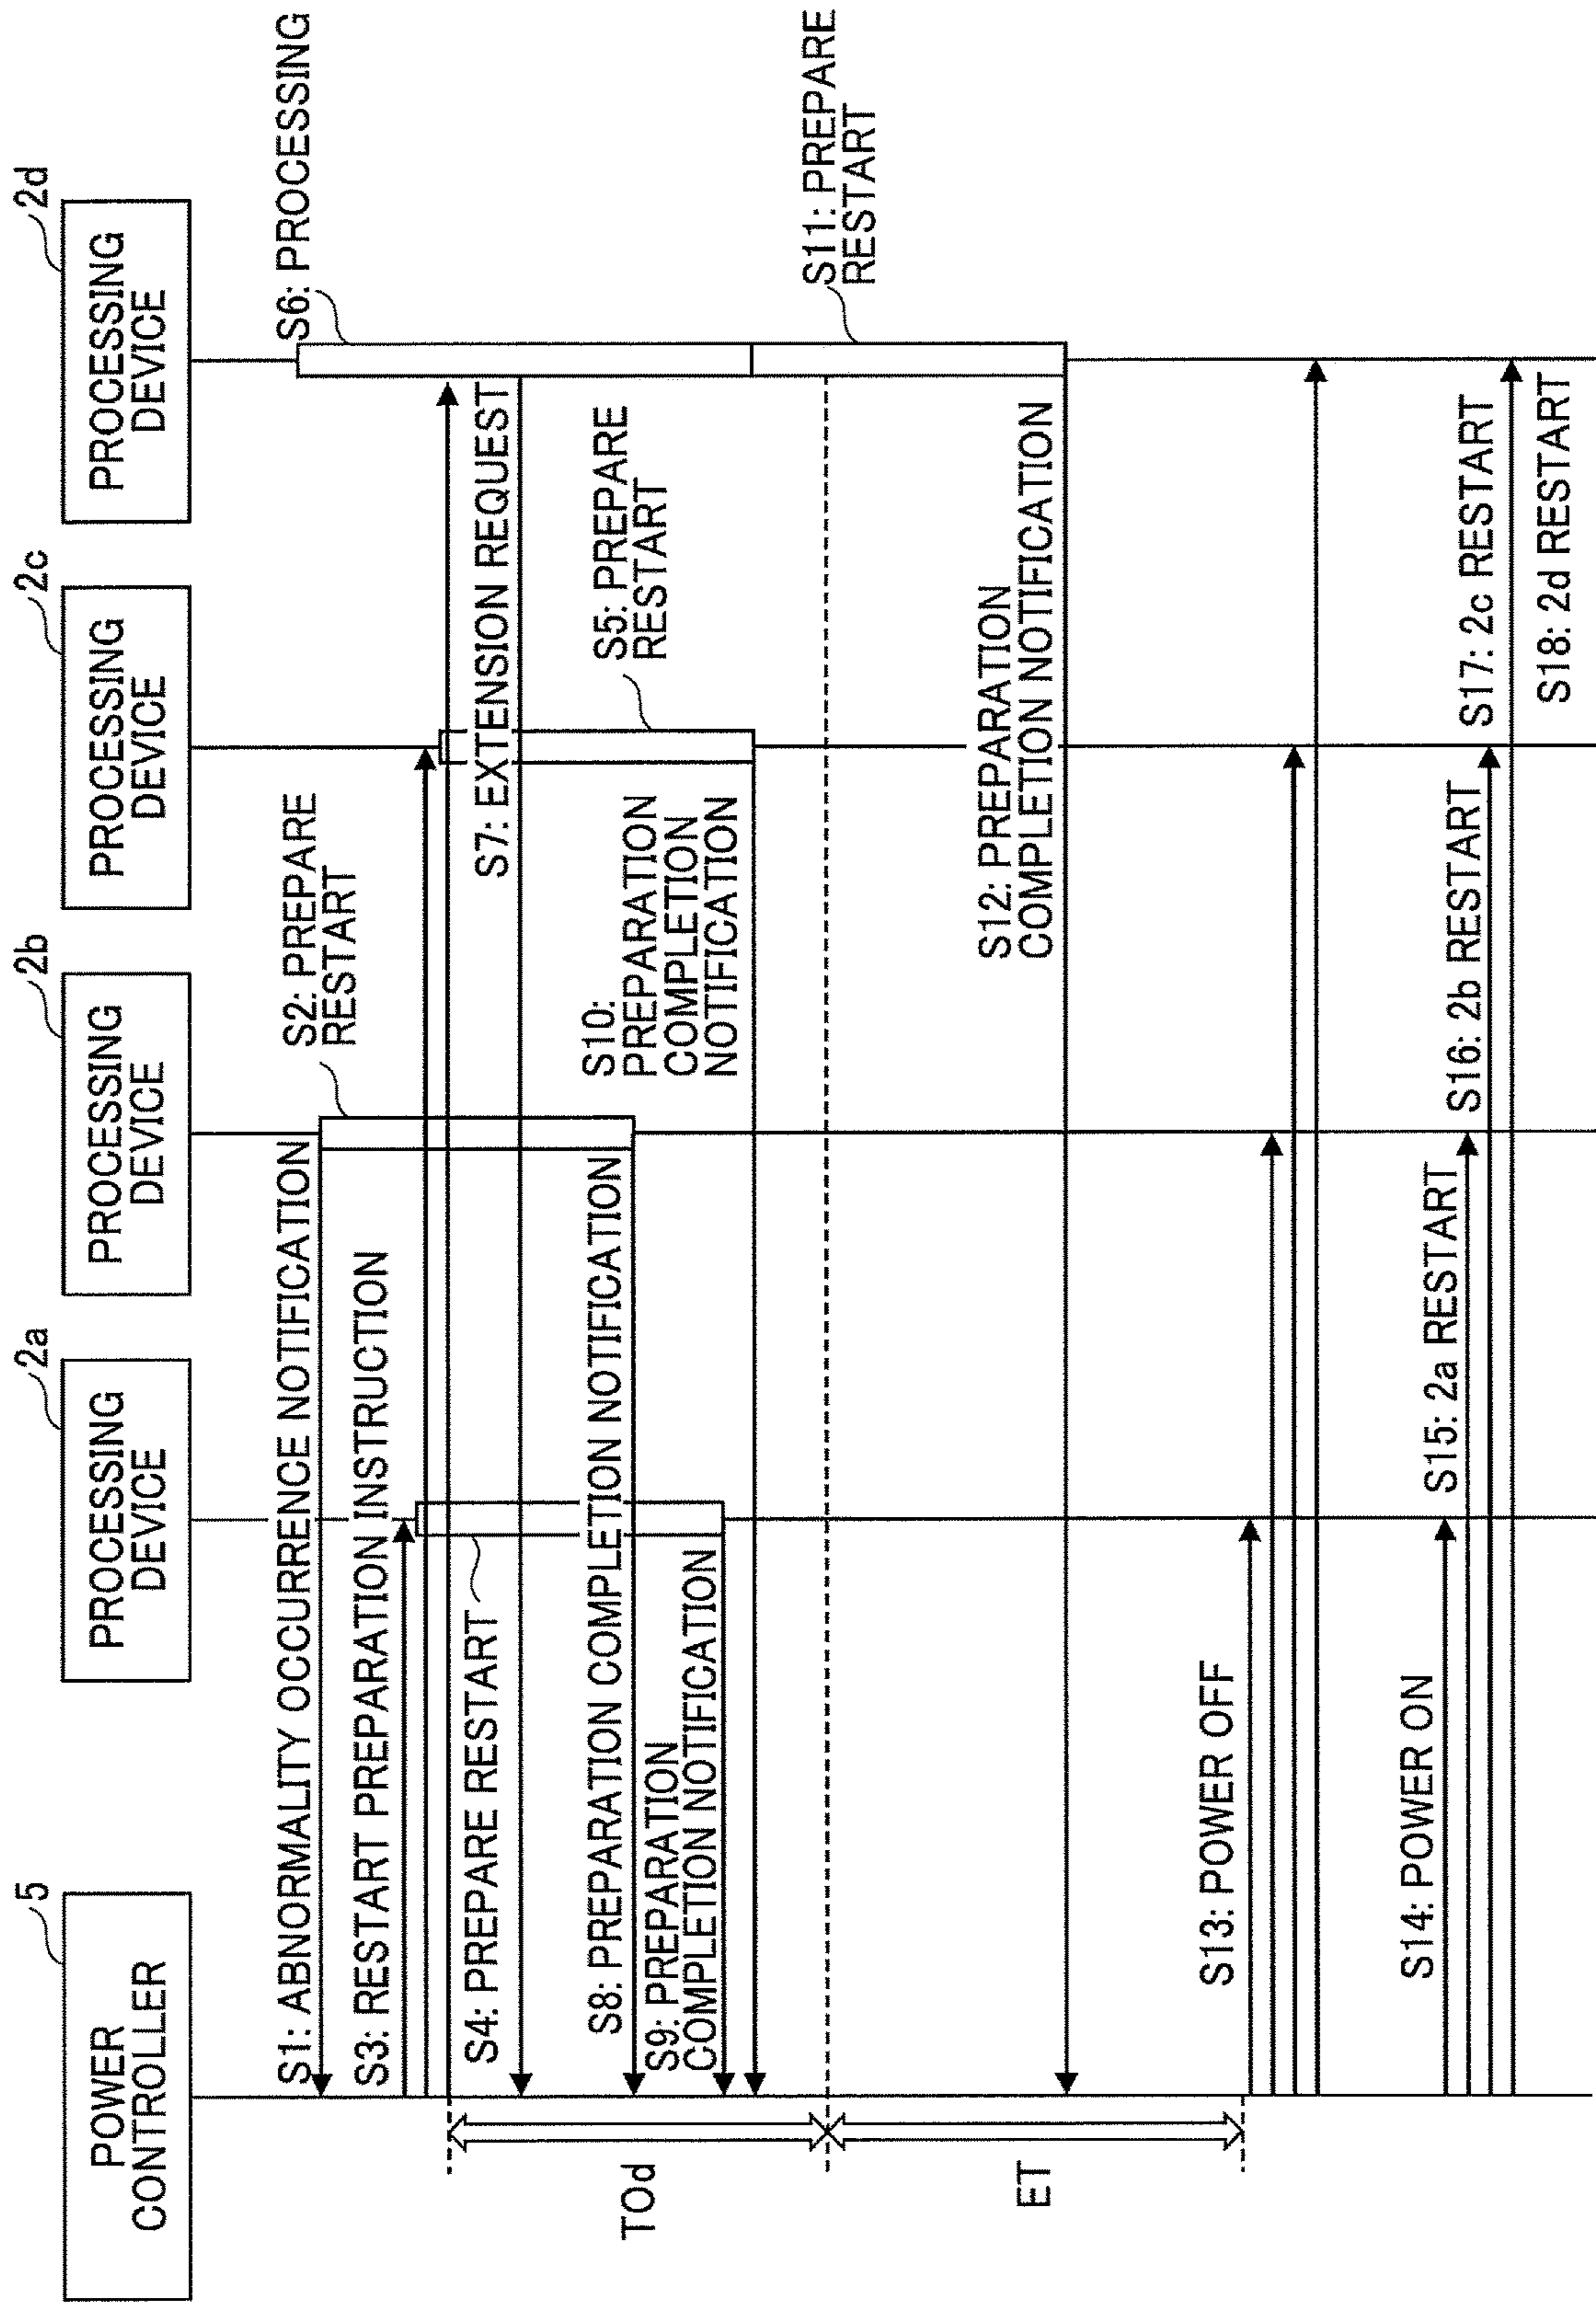 POWER
CONTROLLER
5
PROCESSING
DEVICE
2a
PROCESSING
DEVICE
2b
PROCESSING
DEVICE
2c
PROCESSING
DEVICE
2d
S1: ABNORMALITY OCCURRENCE NOTIFICATION
S2: PREPARE
RESTART
S6: PROCESSING
S3: RESTART PREPARATION INSTRUCTION
S4: PREPARE RESTART
S7: EXTENSION REQUEST
S5: PREPARE
RESTART
S8: PREPARATION COMPLETION NOTIFICATION
S9: PREPARATION
COMPLETION NOTIFICATION
S10:
PREPARATION
COMPLETION
NOTIFICATION
TOd
S11: PREPARE
RESTART
S12: PREPARATION
COMPLETION NOTIFICATION
ET
S13: POWER OFF
S14: POWER ON
S15: 2a RESTART
S16: 2b RESTART
S17: 2c RESTART
S18: 2d RESTART